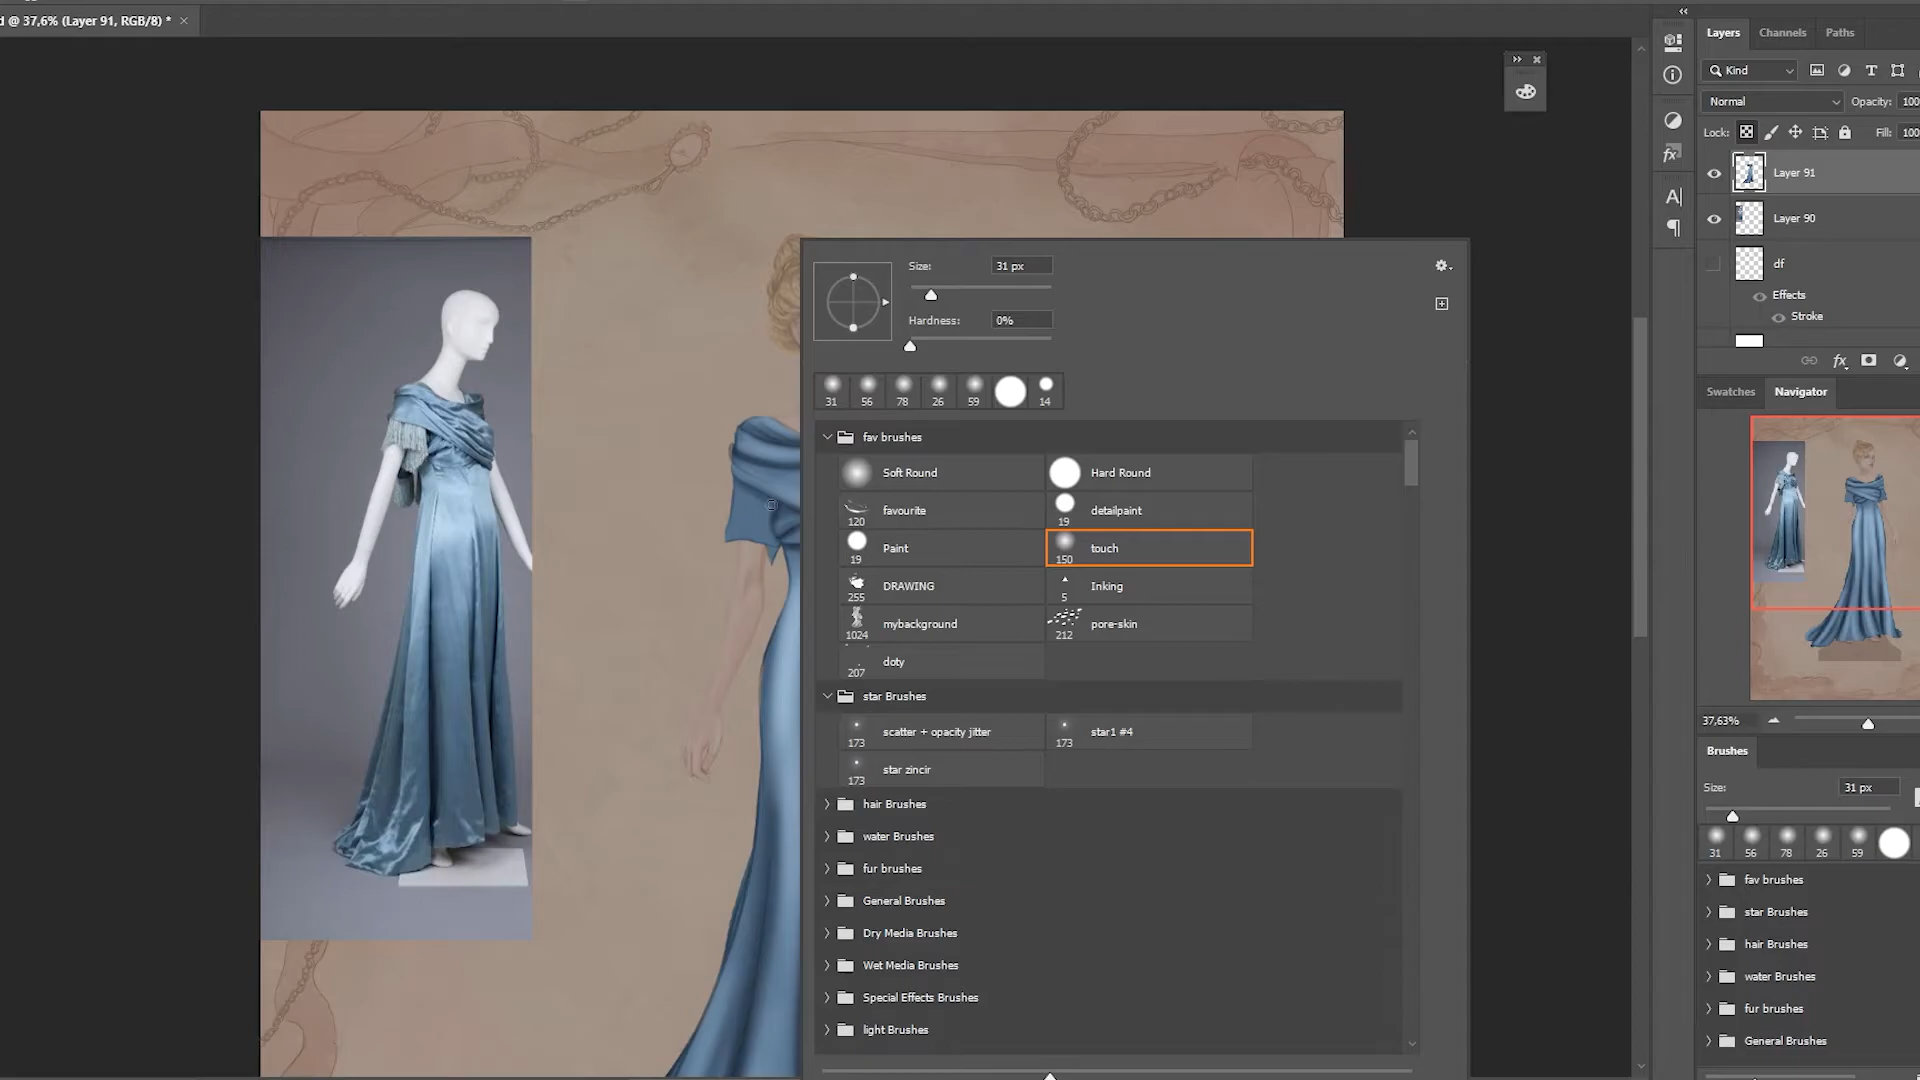 d @ 37,6% (Layer 91, RGB/8) *
Layers Channels Paths
Kind
Normal Opacity: 100
Lock: Fill: 100
Layer 91
Layer 90
df
Effects
Stroke
fx
Swatches Navigator
37,63%
Brushes
Size: 31 px
31 56 78 26 59
fav brushes
star Brushes
hair Brushes
water Brushes
fur brushes
General Brushes
Size: 31 px
Hardness: 0%
31 56 78 26 59 14
fav brushes
Soft Round Hard Round
120 favourite 19 detailpaint
19 Paint 150 touch
255 DRAWING 5 Inking
1024 mybackground 212 pore-skin
207 doty
star Brushes
173 scatter + opacity jitter 173 star1 #4
173 star zincir
hair Brushes
water Brushes
fur brushes
General Brushes
Dry Media Brushes
Wet Media Brushes
Special Effects Brushes
light Brushes